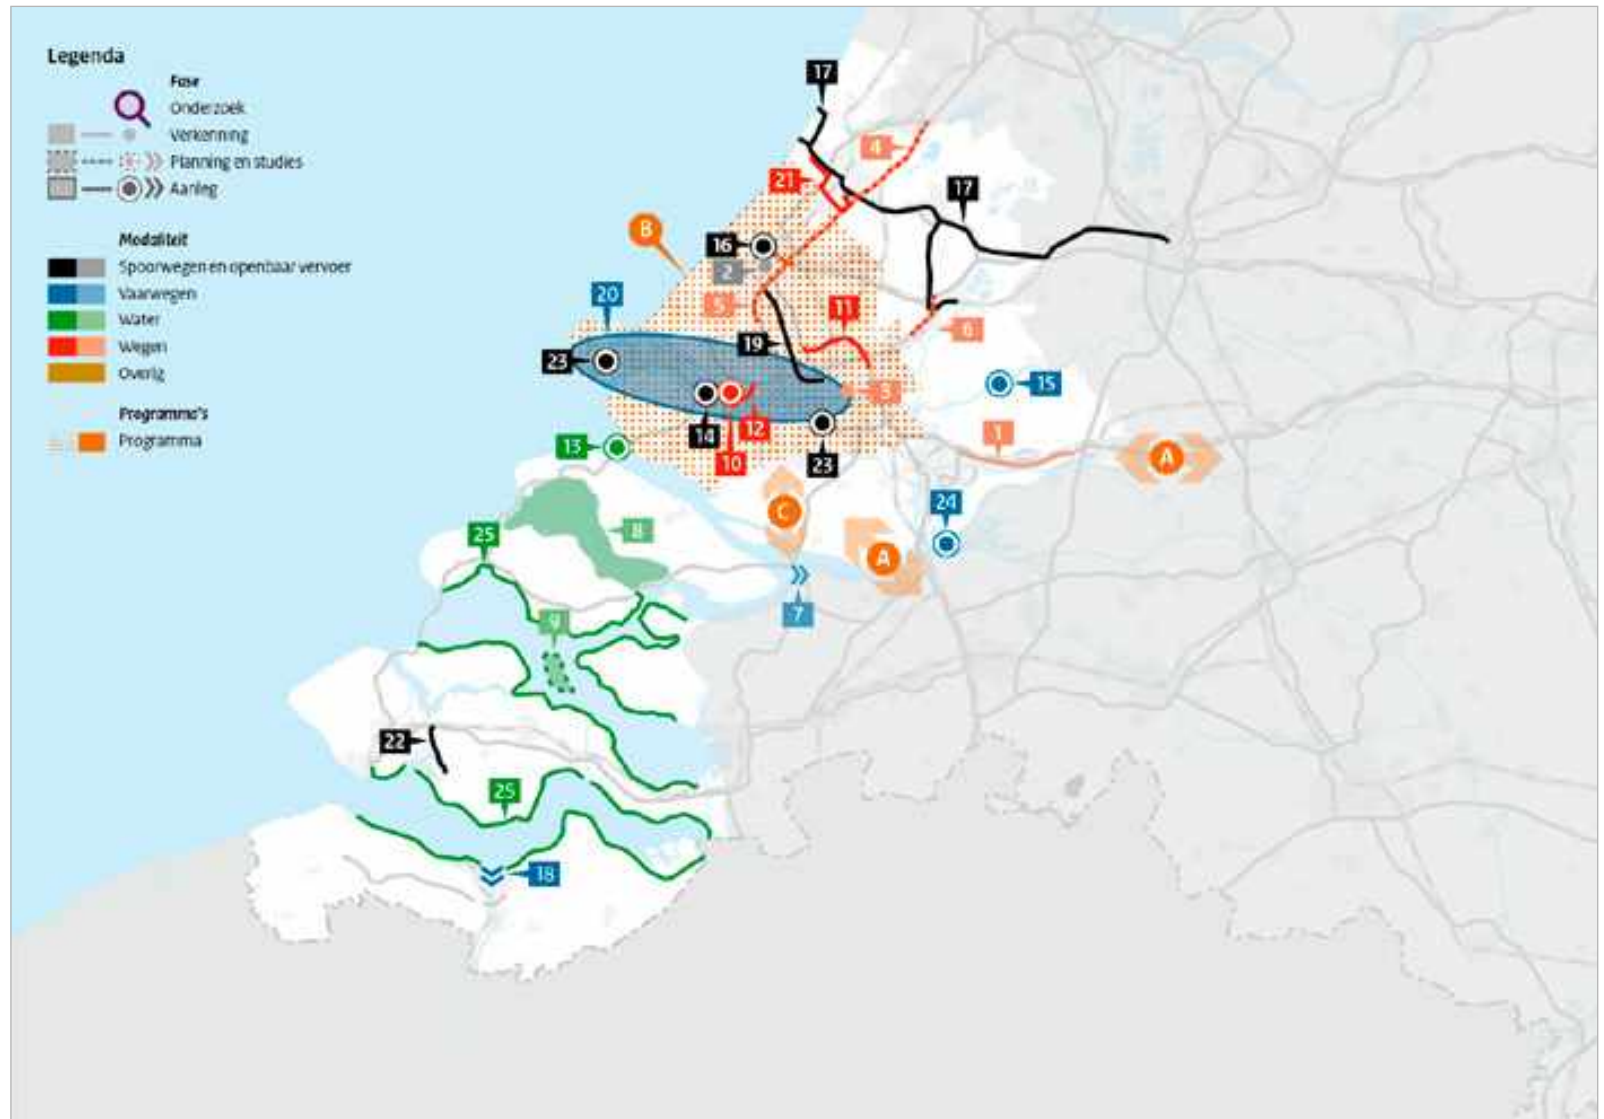 Legenda
Fase
Onderzoek
Verkenning
Planning en studies
Aanleg
Modaliteit
Spoorwegen en openbaar vervoer
Vaarwegen
Water
Wegen
Overig
Programma's
Programma
17
4
21
17
B
16
2
20
5
11
6
19
23
3
15
14
12
1
13
10
23
A
24
C
8
25
A
7
9
22
25
18